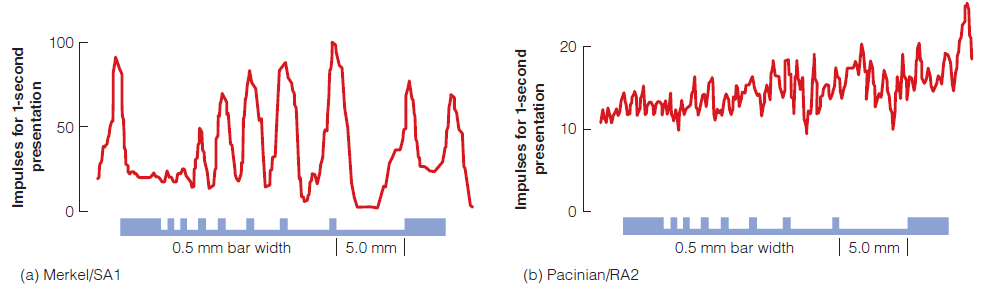 Impulses for 1-second
presentation
100
50
0
0.5 mm bar width
5.0 mm
(a) Merkel/SA1
Impulses for 1-second
presentation
20
10
0
0.5 mm bar width
5.0 mm
(b) Pacinian/RA2